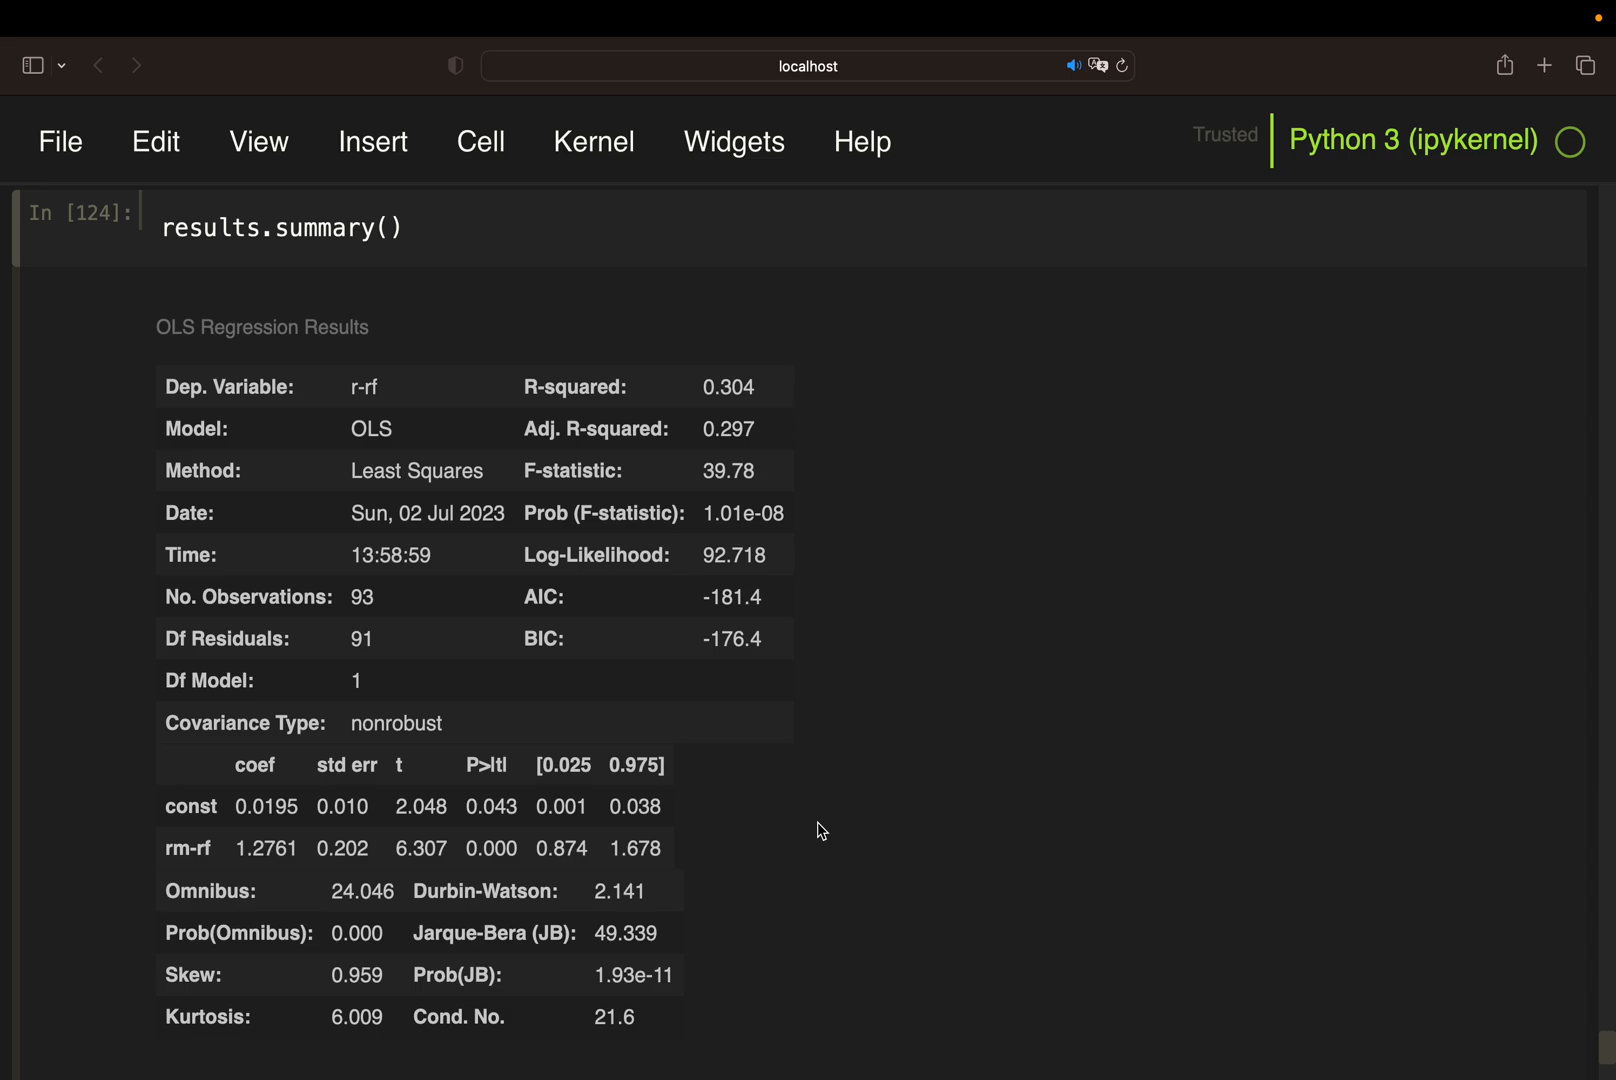 localhost
File Edit View Insert Cell Kernel Widgets Help Trusted Python 3 (ipykernel)
In [124]: results.summary()
OLS Regression Results
Dep. Variable: r-rf R-squared: 0.304
Model: OLS Adj. R-squared: 0.297
Method: Least Squares F-statistic: 39.78
Date: Sun, 02 Jul 2023 Prob (F-statistic): 1.01e-08
Time: 13:58:59 Log-Likelihood: 92.718
No. Observations: 93 AIC: -181.4
Df Residuals: 91 BIC: -176.4
Df Model: 1
Covariance Type: nonrobust
coef std err t P>|t| [0.025 0.975]
const 0.0195 0.010 2.048 0.043 0.001 0.038
rm-rf 1.2761 0.202 6.307 0.000 0.874 1.678
Omnibus: 24.046 Durbin-Watson: 2.141
Prob(Omnibus): 0.000 Jarque-Bera (JB): 49.339
Skew: 0.959 Prob(JB): 1.93e-11
Kurtosis: 6.009 Cond. No. 21.6